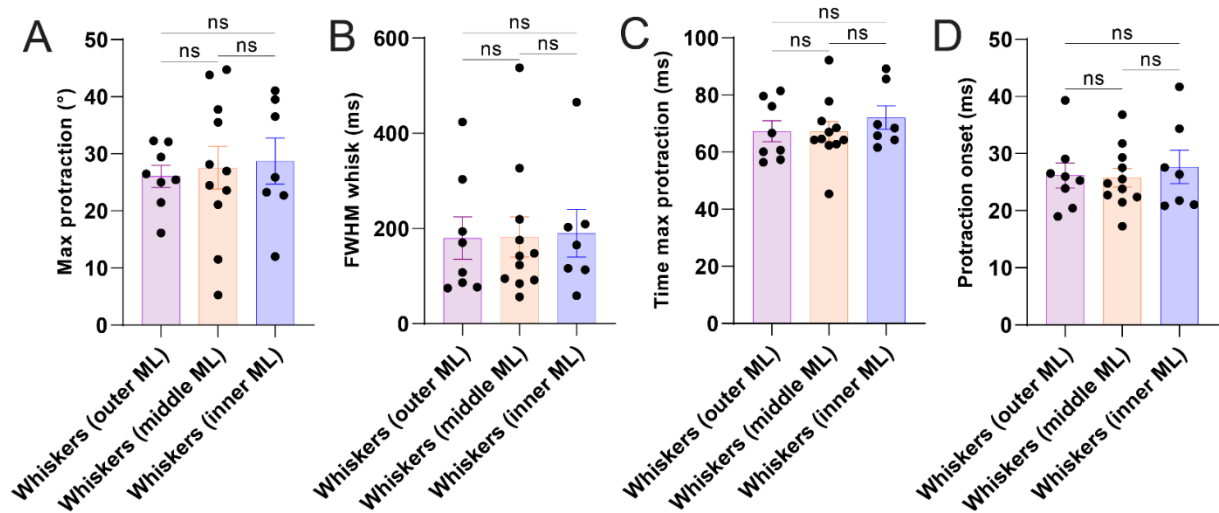 A
Max protraction (°)
50
40
30
20
10
0
ns
ns
ns
Whiskers (outer ML)
Whiskers (middle ML)
Whiskers (inner ML)
B
FWHM whisk (ms)
600
400
200
0
ns
ns
ns
Whiskers (outer ML)
Whiskers (middle ML)
Whiskers (inner ML)
C
Time max protraction (ms)
100
80
60
40
20
0
ns
ns
ns
Whiskers (outer ML)
Whiskers (middle ML)
Whiskers (inner ML)
D
Protraction onset (ms)
50
40
30
20
10
0
ns
ns
ns
Whiskers (outer ML)
Whiskers (middle ML)
Whiskers (inner ML)